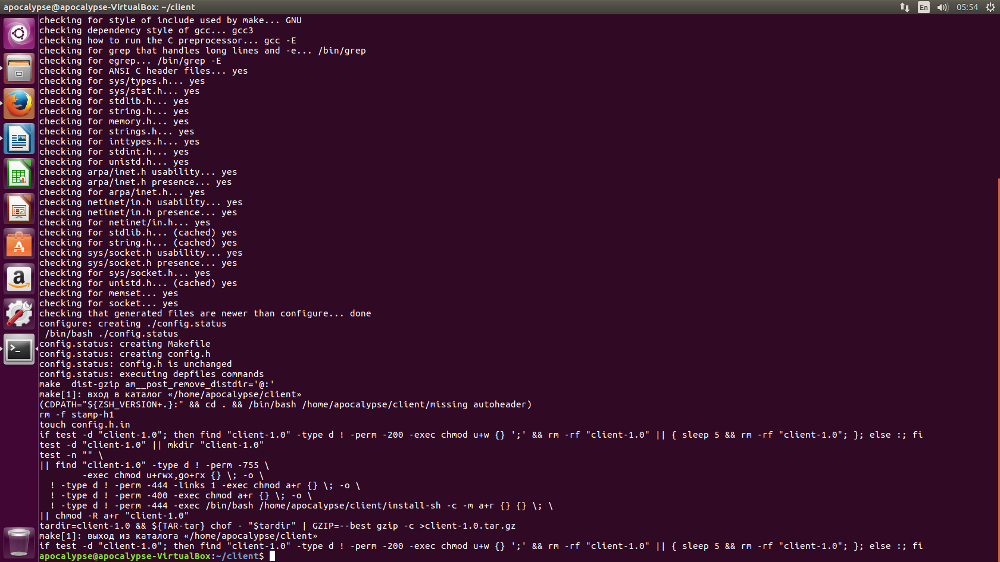 apocalypse@apocalypse-VirtualBox: ~/client
En
05:54
checking for style of include used by make... GNU
checking dependency style of gcc... gcc3
checking how to run the C preprocessor... gcc -E
checking for grep that handles long lines and -e... /bin/grep
checking for egrep... /bin/grep -E
checking for ANSI C header files... yes
checking for sys/types.h... yes
checking for sys/stat.h... yes
checking for stdlib.h... yes
checking for string.h... yes
checking for memory.h... yes
checking for strings.h... yes
checking for inttypes.h... yes
checking for stdint.h... yes
checking for unistd.h... yes
checking arpa/inet.h usability... yes
checking arpa/inet.h presence... yes
checking for arpa/inet.h... yes
checking netinet/in.h usability... yes
checking netinet/in.h presence... yes
checking for netinet/in.h... yes
checking for stdlib.h... (cached) yes
checking for string.h... (cached) yes
checking sys/socket.h usability... yes
checking sys/socket.h presence... yes
checking for sys/socket.h... yes
checking for unistd.h... (cached) yes
checking for memset... yes
checking for socket... yes
checking that generated files are newer than configure... done
configure: creating ./config.status
 /bin/bash ./config.status
config.status: creating Makefile
config.status: creating config.h
config.status: config.h is unchanged
config.status: executing depfiles commands
make  dist-gzip am__post_remove_distdir='@:'
make[1]: вход в каталог «/home/apocalypse/client»
(CDPATH="${ZSH_VERSION+.}:" && cd . && /bin/bash /home/apocalypse/client/missing autoheader)
rm -f stamp-h1
touch config.h.in
if test -d "client-1.0"; then find "client-1.0" -type d ! -perm -200 -exec chmod u+w {} ';' && rm -rf "client-1.0" || { sleep 5 && rm -rf "client-1.0"; }; else :; fi
test -d "client-1.0" || mkdir "client-1.0"
test -n "" \
|| find "client-1.0" -type d ! -perm -755 \
        -exec chmod u+rwx,go+rx {} \; -o \
  ! -type d ! -perm -444 -links 1 -exec chmod a+r {} \; -o \
  ! -type d ! -perm -400 -exec chmod a+r {} \; -o \
  ! -type d ! -perm -444 -exec /bin/bash /home/apocalypse/client/install-sh -c -m a+r {} {} \; \
|| chmod -R a+r "client-1.0"
tardir=client-1.0 && ${TAR-tar} chof - "$tardir" | GZIP=--best gzip -c >client-1.0.tar.gz
make[1]: выход из каталога «/home/apocalypse/client»
if test -d "client-1.0"; then find "client-1.0" -type d ! -perm -200 -exec chmod u+w {} ';' && rm -rf "client-1.0" || { sleep 5 && rm -rf "client-1.0"; }; else :; fi
apocalypse@apocalypse-VirtualBox:~/client$